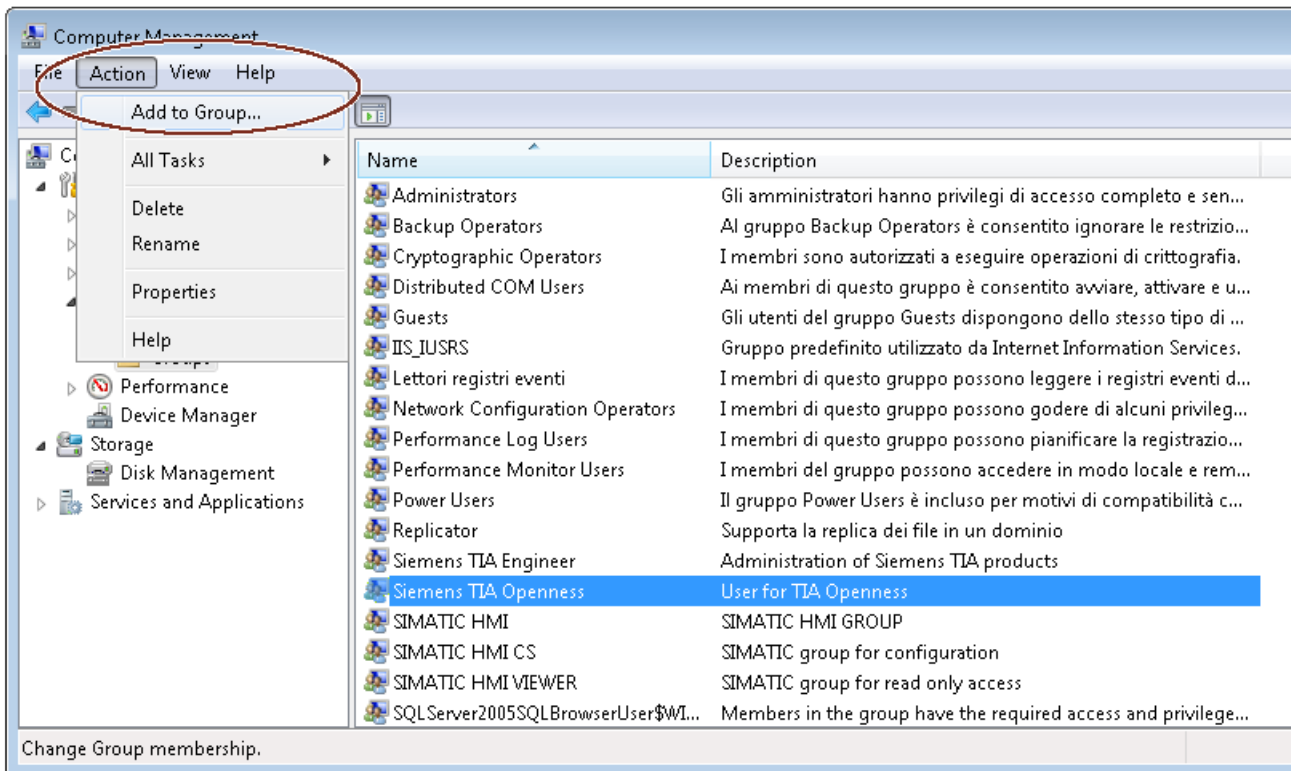 Computer Management
File Action View Help
Add to Group...
All Tasks
Delete
Rename
Properties
Help
Groups
Performance
Device Manager
Storage
Disk Management
Services and Applications
Name Description
Administrators Gli amministratori hanno privilegi di accesso completo e sen...
Backup Operators Al gruppo Backup Operators è consentito ignorare le restrizio...
Cryptographic Operators I membri sono autorizzati a eseguire operazioni di crittografia.
Distributed COM Users Ai membri di questo gruppo è consentito avviare, attivare e u...
Guests Gli utenti del gruppo Guests dispongono dello stesso tipo di ...
IIS_IUSRS Gruppo predefinito utilizzato da Internet Information Services.
Lettori registri eventi I membri di questo gruppo possono leggere i registri eventi d...
Network Configuration Operators I membri di questo gruppo possono godere di alcuni privileg...
Performance Log Users I membri di questo gruppo possono pianificare la registrazio...
Performance Monitor Users I membri del gruppo possono accedere in modo locale e rem...
Power Users Il gruppo Power Users è incluso per motivi di compatibilità c...
Replicator Supporta la replica dei file in un dominio
Siemens TIA Engineer Administration of Siemens TIA products
Siemens TIA Openness User for TIA Openness
SIMATIC HMI SIMATIC HMI GROUP
SIMATIC HMI CS SIMATIC group for configuration
SIMATIC HMI VIEWER SIMATIC group for read only access
SQLServer2005SQLBrowserUser$WI... Members in the group have the required access and privilege...
Change Group membership.